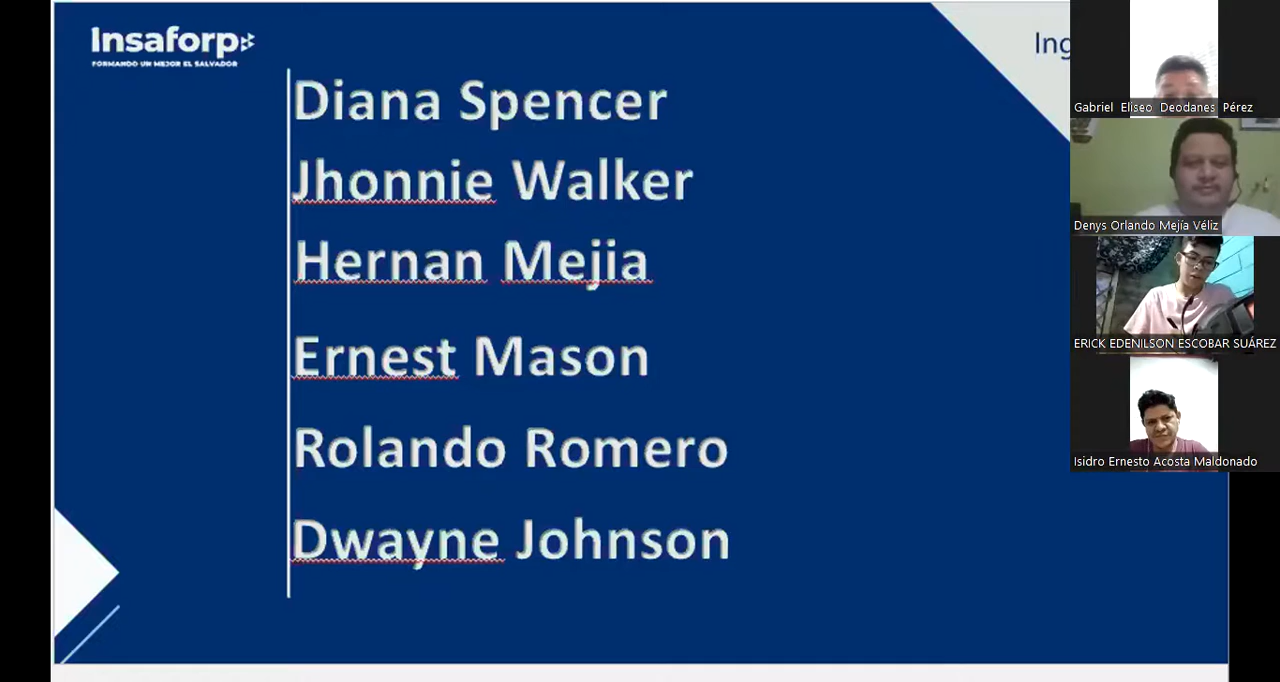 Insaforp
FORMANDO UN MEJOR EL SALVADOR
Ing
Diana Spencer
Jhonnie Walker
Hernan Mejia
Ernest Mason
Rolando Romero
Dwayne Johnson
Gabriel Eliseo Deodanes Pérez
Denys Orlando Mejía Véliz
ERICK EDENILSON ESCOBAR SUÁREZ
Isidro Ernesto Acosta Maldonado